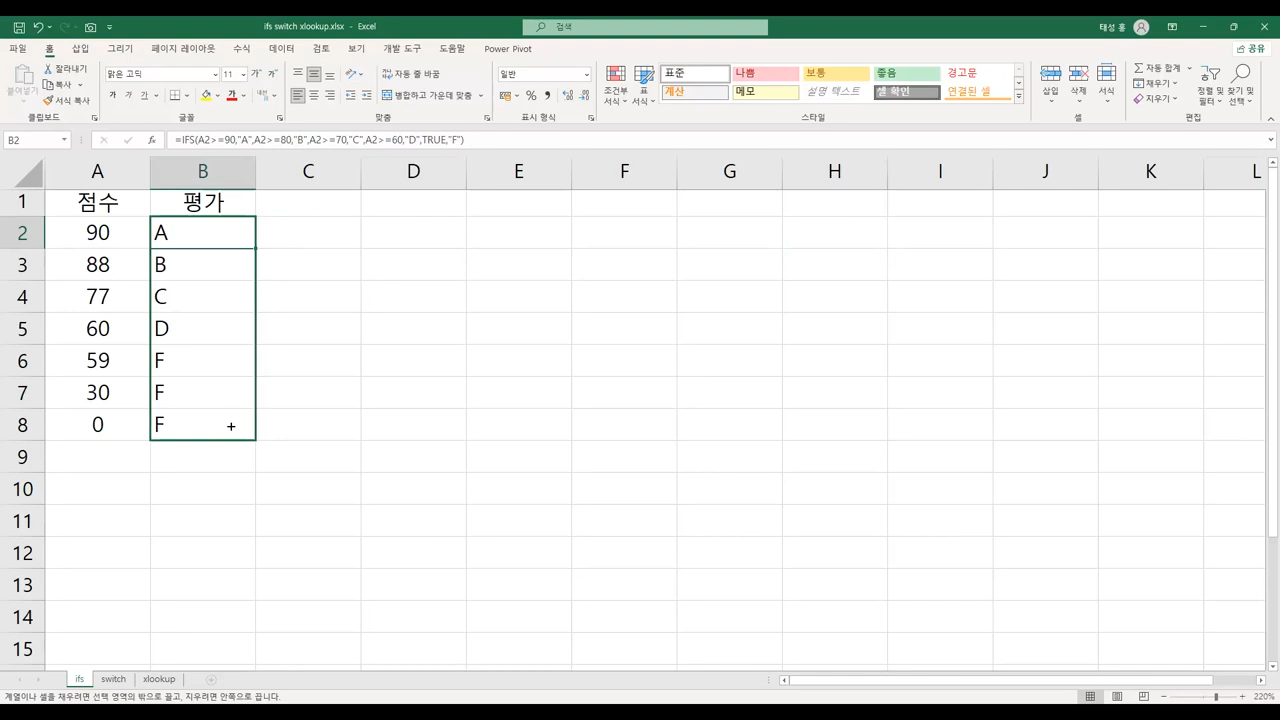 ifs switch xlookup.xlsx - Excel
검색
태성 홍
파일 홈 삽입 그리기 페이지 레이아웃 수식 데이터 검토 보기 개발 도구 도움말 Power Pivot
공유
붙여넣기
잘라내기
복사
서식 복사
클립보드
맑은 고딕 11
가 가 가
글꼴
자동 줄 바꿈
병합하고 가운데 맞춤
맞춤
일반
표시 형식
조건부 서식
표 서식
표준 나쁨 보통 좋음 경고문
계산 메모 설명 텍스트 셀 확인 연결된 셀
스타일
삽입 삭제 서식
셀
자동 합계
채우기
지우기
정렬 및 필터
찾기 및 선택
편집
B2
=IFS(A2>=90,"A",A2>=80,"B",A2>=70,"C",A2>=60,"D",TRUE,"F")
A B C D E F G H I J K L
1 점수 평가
2 90 A
3 88 B
4 77 C
5 60 D
6 59 F
7 30 F
8 0 F
9
10
11
12
13
14
15
ifs switch xlookup
계열이나 셀을 채우려면 선택 영역의 밖으로 끌고, 지우려면 안쪽으로 끕니다.
220%